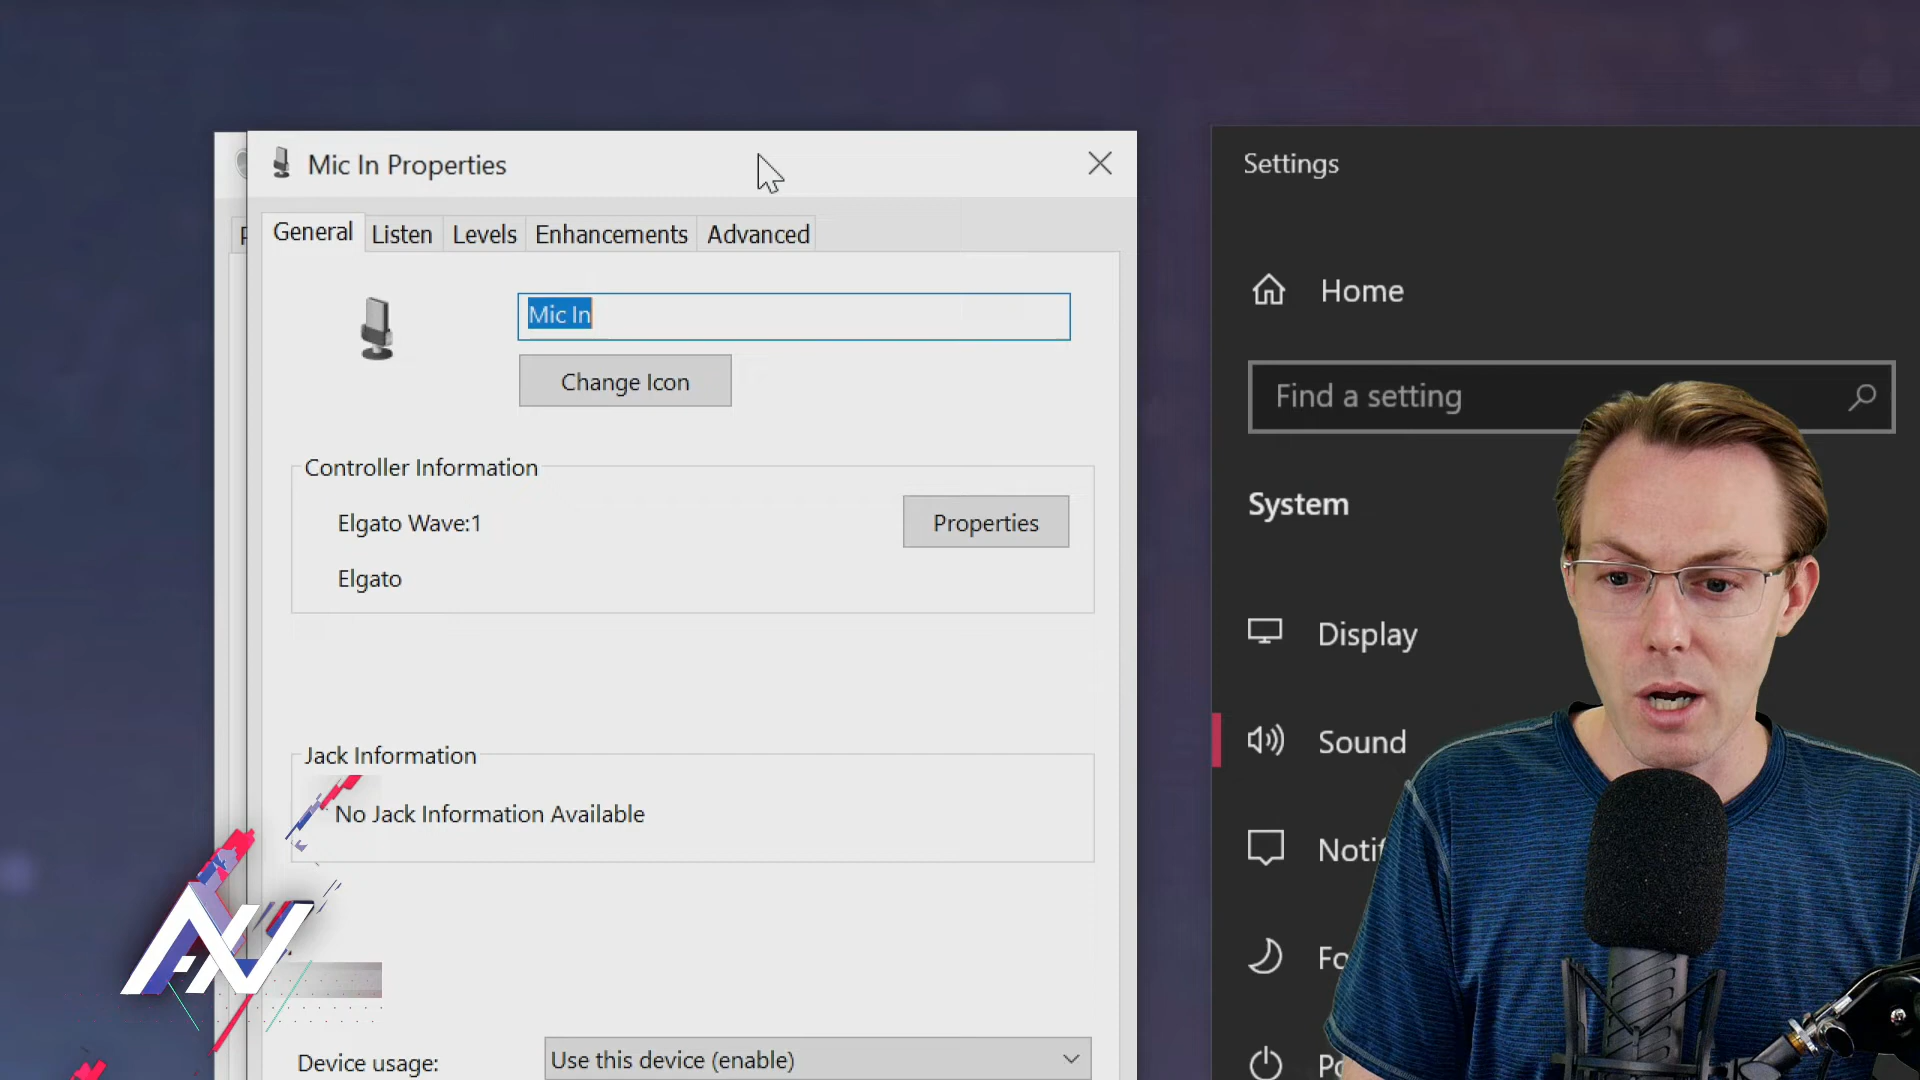 Mic In Properties
General Listen Levels Enhancements Advanced
Mic In
Change Icon
Controller Information
Elgato Wave:1
Properties
Elgato
Jack Information
No Jack Information Available
Device usage:
Use this device (enable)
Settings
Home
Find a setting
System
Display
Sound